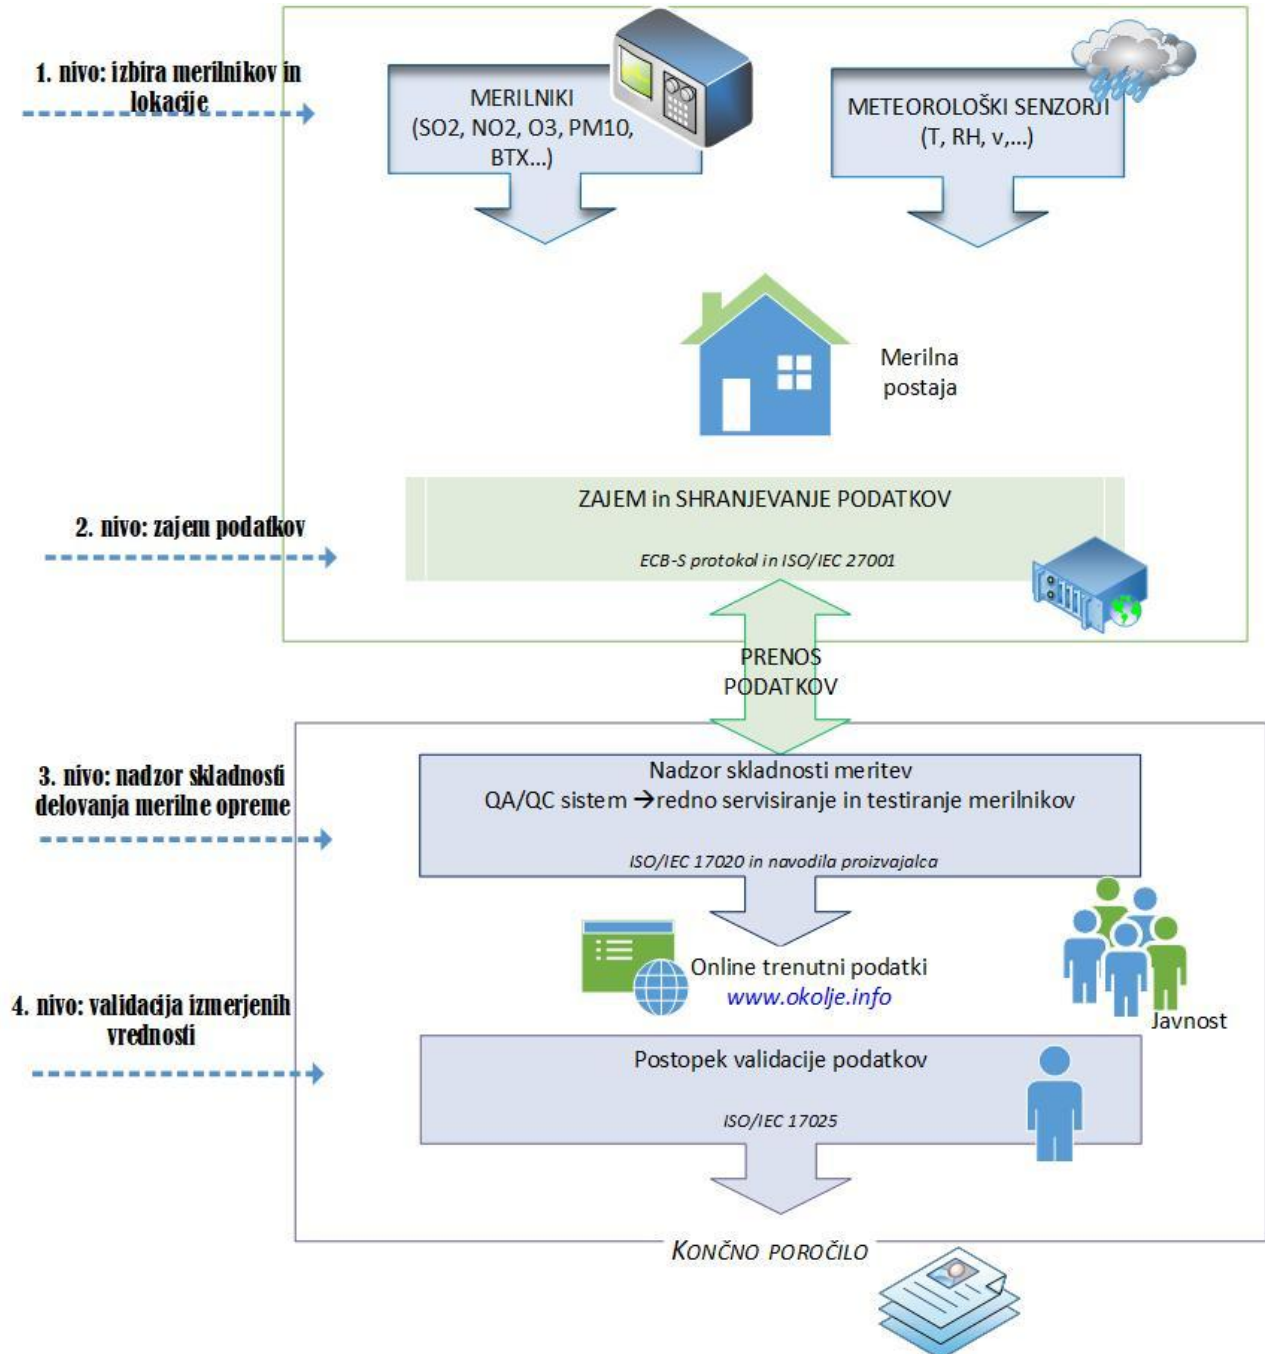 1. nivo: izbira merilnikov in
lokacije
MERILNIKI
(SO2, NO2, O3, PM10,
BTX...)
METEOROLOŠKI SENZORJI
(T, RH, v,...)
Merilna
postaja
2. nivo: zajem podatkov
ZAJEM in SHRANJEVANJE PODATKOV
ECB-S protokol in ISO/IEC 27001
PRENOS
PODATKOV
3. nivo: nadzor skladnosti
delovanja merilne opreme
Nadzor skladnosti meritev
QA/QC sistem →redno servisiranje in testiranje merilnikov
ISO/IEC 17020 in navodila proizvajalca
Online trenutni podatki
www.okolje.info
Javnost
4. nivo: validacija izmerjenih
vrednosti
Postopek validacije podatkov
ISO/IEC 17025
KONČNO POROČILO